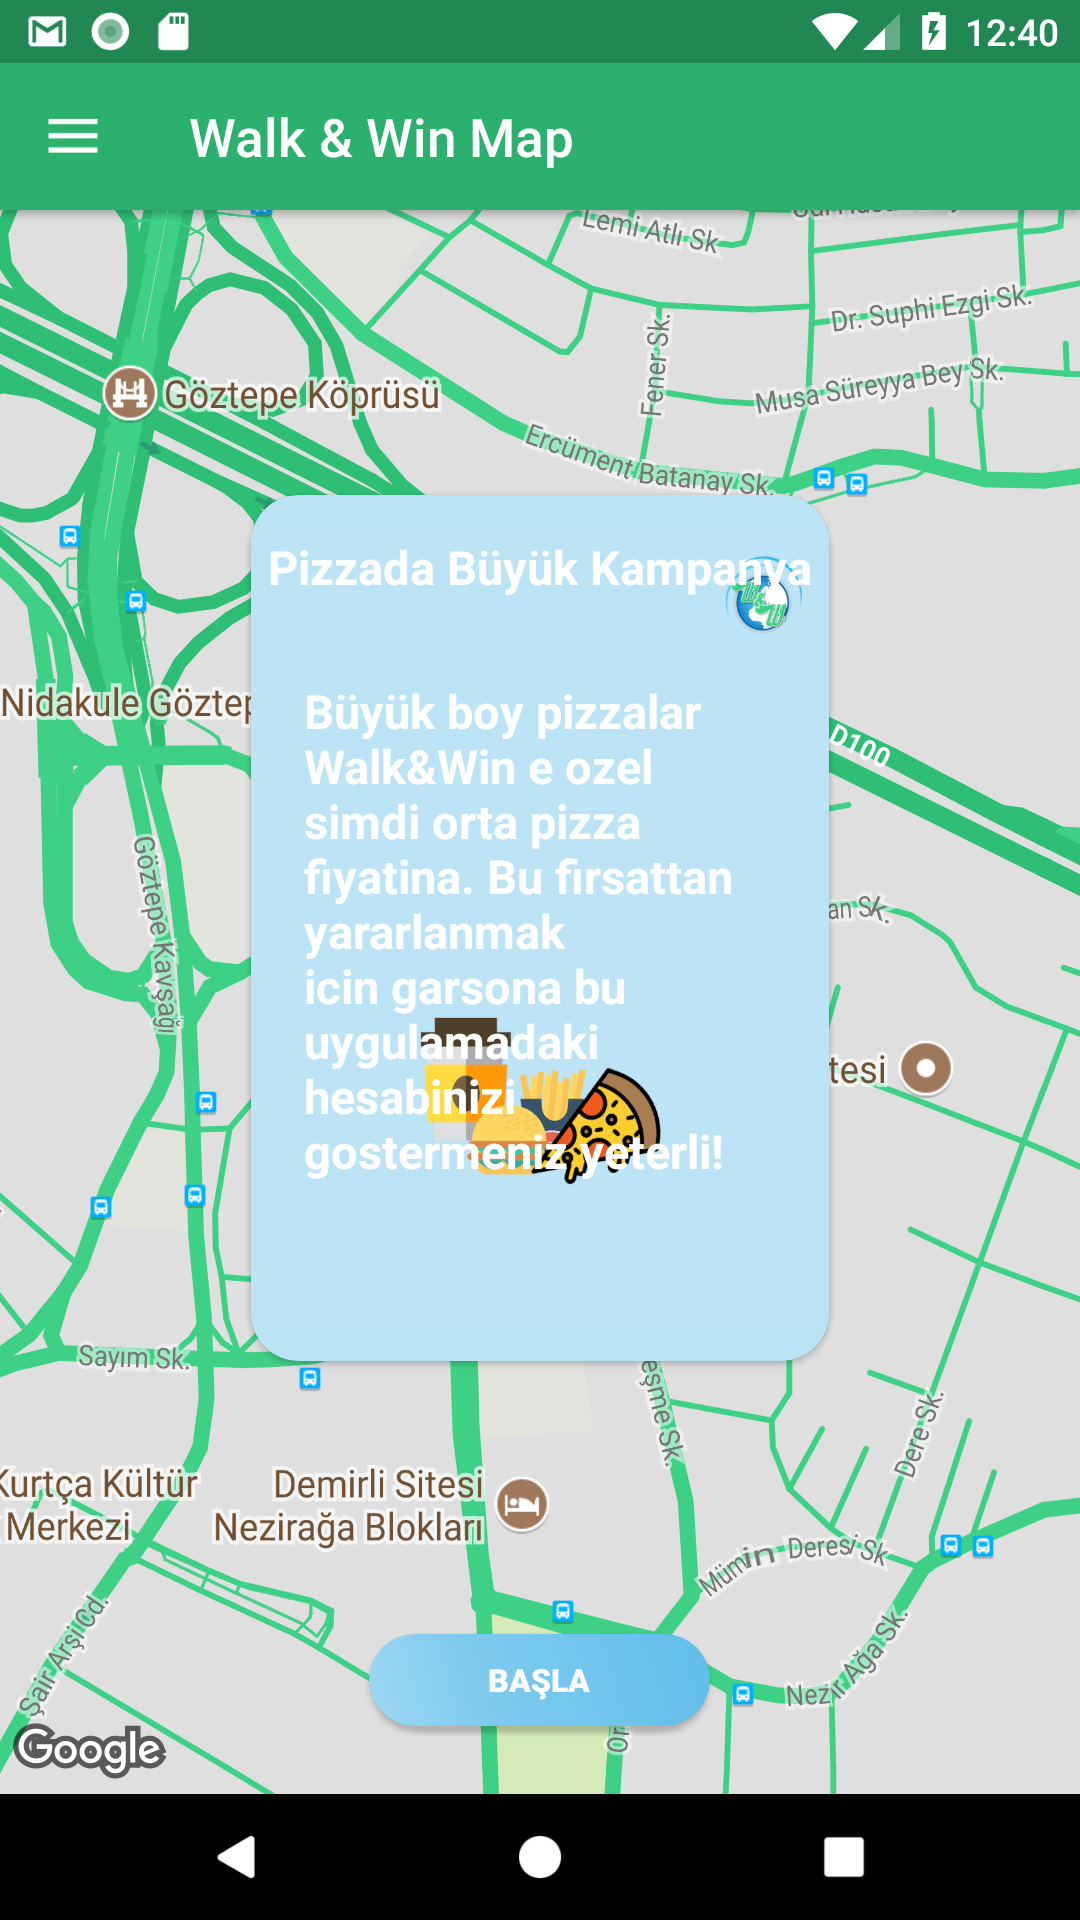 12:40
Walk & Win Map
Lemi Atlı Sk
Dr. Suphi Ezgi Sk.
Fener Sk.
Musa Süreyya Bey Sk.
Göztepe Köprüsü
Ercüment Batanay Sk.
Pizzada Büyük Kampanya
Nidakule Göztep
Büyük boy pizzalar
Walk&Win e ozel
simdi orta pizza
fiyatina. Bu firsattan
yararlanmak
icin garsona bu
uygulamadaki
hesabinizi
gostermeniz yeterli!
D100
Göztepe Kavşağı
an Sk.
tesi
Sayım Sk.
eşme Sk.
Dere Sk.
Kurtça Kültür
Merkezi
Demirli Sitesi
Nezirağa Blokları
Mümin Deresi Sk
Şair Arşi Cd.
Nezir Ağa Sk.
BAŞLA
Google